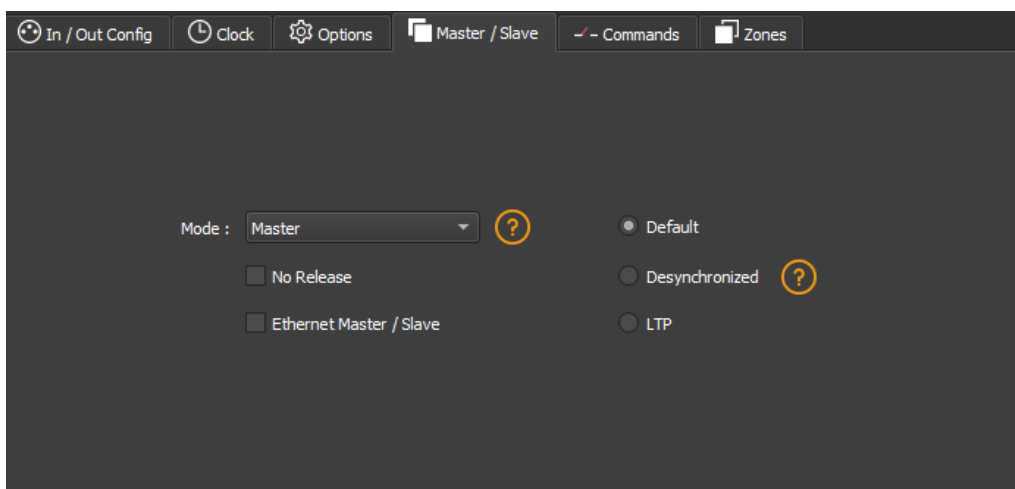 In / Out Config Clock Options Master / Slave Commands Zones
Mode : Master ? Default
No Release Desynchronized ?
Ethernet Master / Slave LTP